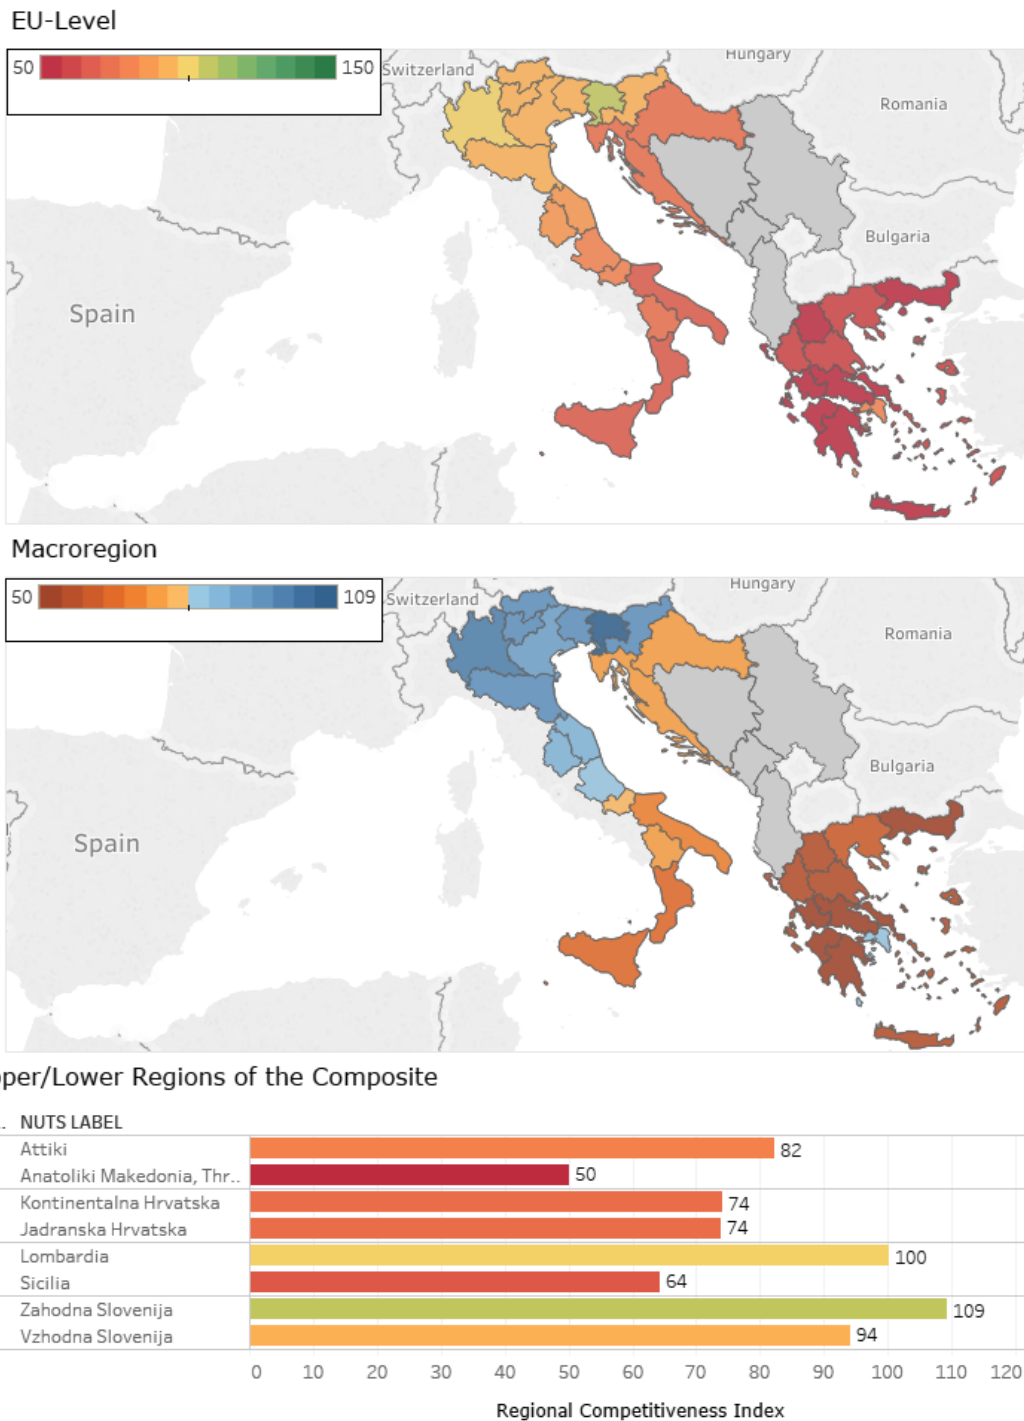 EU-Level
50
150
Switzerland
Hungary
Romania
Bulgaria
Spain
Macroregion
50
109
Switzerland
Hungary
Romania
Bulgaria
Spain
per/Lower Regions of the Composite
. NUTS LABEL
Attiki 82
Anatoliki Makedonia, Thr.. 50
Kontinentalna Hrvatska 74
Jadranska Hrvatska 74
Lombardia 100
Sicilia 64
Zahodna Slovenija 109
Vzhodna Slovenija 94
0 10 20 30 40 50 60 70 80 90 100 110 120
Regional Competitiveness Index